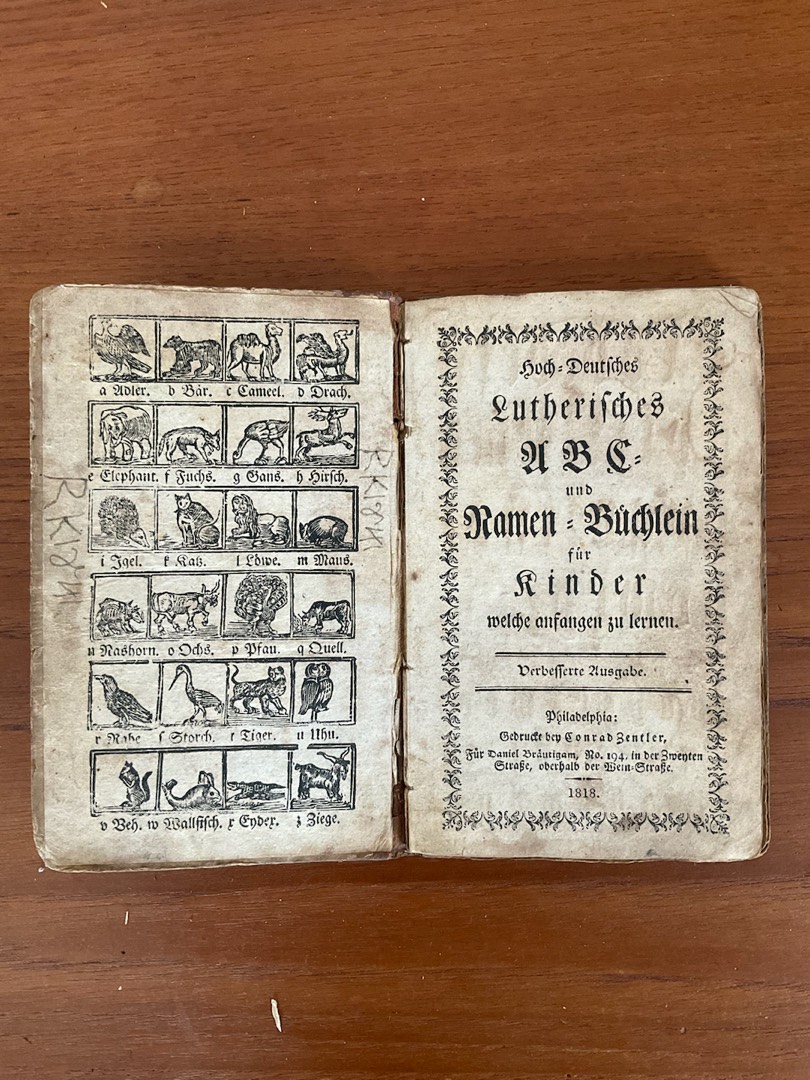 a Adler. b Bär. c Cameel. d Drach.
e Elephant. f Fuchs. g Gans. h Hirsch.
i Igel. k Katz. l Löwe. m Maus.
n Nashorn. o Ochs. p Pfau. q Quell.
r Rabe ſ Storch. t Tiger. u Uhu.
v Veh. w Wallfisch. x Eydex. z Ziege.
Hoch-Deutsches
Lutherisches
ABC-
und
Namen-Büchlein
für
Kinder
welche anfangen zu lernen.
Verbesserte Ausgabe.
Philadelphia:
Gedruckt bey Conrad Zentler,
Für Daniel Bräutigam, No. 194, in der Zweyten
Straße, oberhalb der Wein-Straße.
1818.